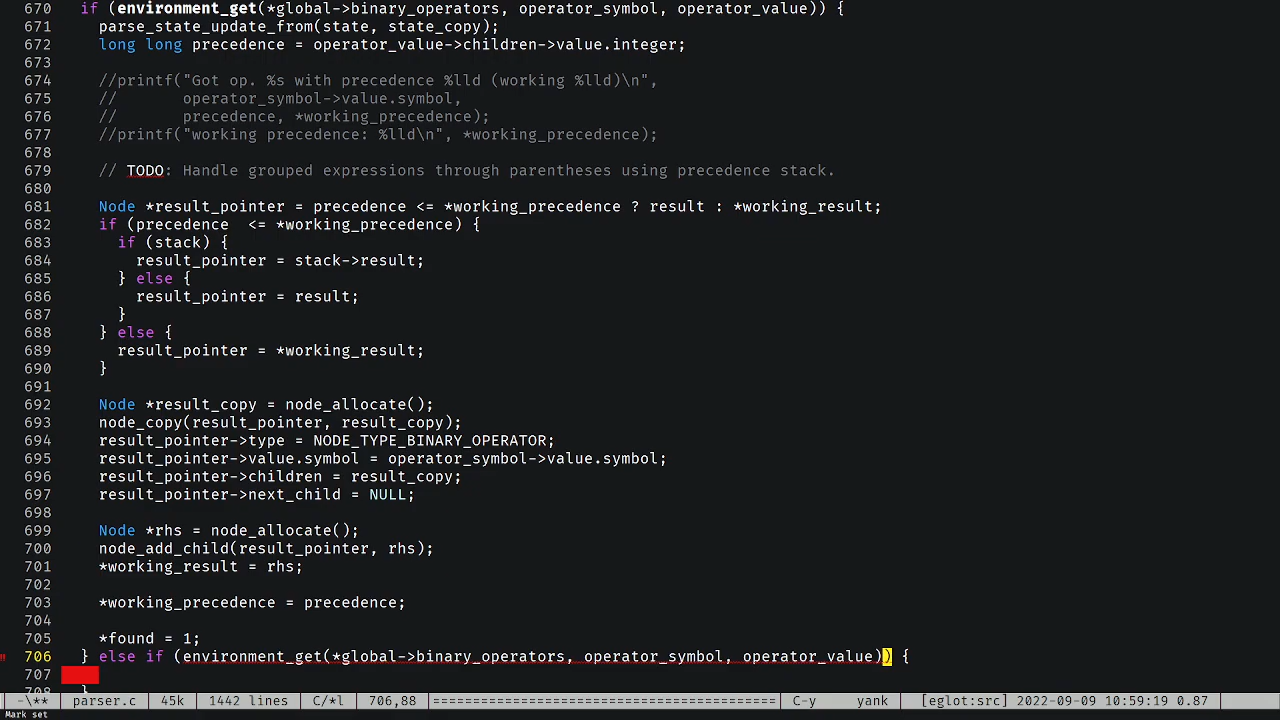 670 if (environment_get(*global->binary_operators, operator_symbol, operator_value)) {
671 parse_state_update_from(state, state_copy);
672 long long precedence = operator_value->children->value.integer;
673
674 //printf("Got op. %s with precedence %lld (working %lld)\n",
675 // operator_symbol->value.symbol,
676 // precedence, *working_precedence);
677 //printf("working precedence: %lld\n", *working_precedence);
678
679 // TODO: Handle grouped expressions through parentheses using precedence stack.
680
681 Node *result_pointer = precedence <= *working_precedence ? result : *working_result;
682 if (precedence  <= *working_precedence) {
683 if (stack) {
684 result_pointer = stack->result;
685 } else {
686 result_pointer = result;
687 }
688 } else {
689 result_pointer = *working_result;
690 }
691
692 Node *result_copy = node_allocate();
693 node_copy(result_pointer, result_copy);
694 result_pointer->type = NODE_TYPE_BINARY_OPERATOR;
695 result_pointer->value.symbol = operator_symbol->value.symbol;
696 result_pointer->children = result_copy;
697 result_pointer->next_child = NULL;
698
699 Node *rhs = node_allocate();
700 node_add_child(result_pointer, rhs);
701 *working_result = rhs;
702
703 *working_precedence = precedence;
704
705 *found = 1;
706 } else if (environment_get(*global->binary_operators, operator_symbol, operator_value)) {
707
708 }
-\** parser.c 45k 1442 lines C/*l 706,88 ================================== C-y yank [eglot:src] 2022-09-09 10:59:19 0.87
Mark set